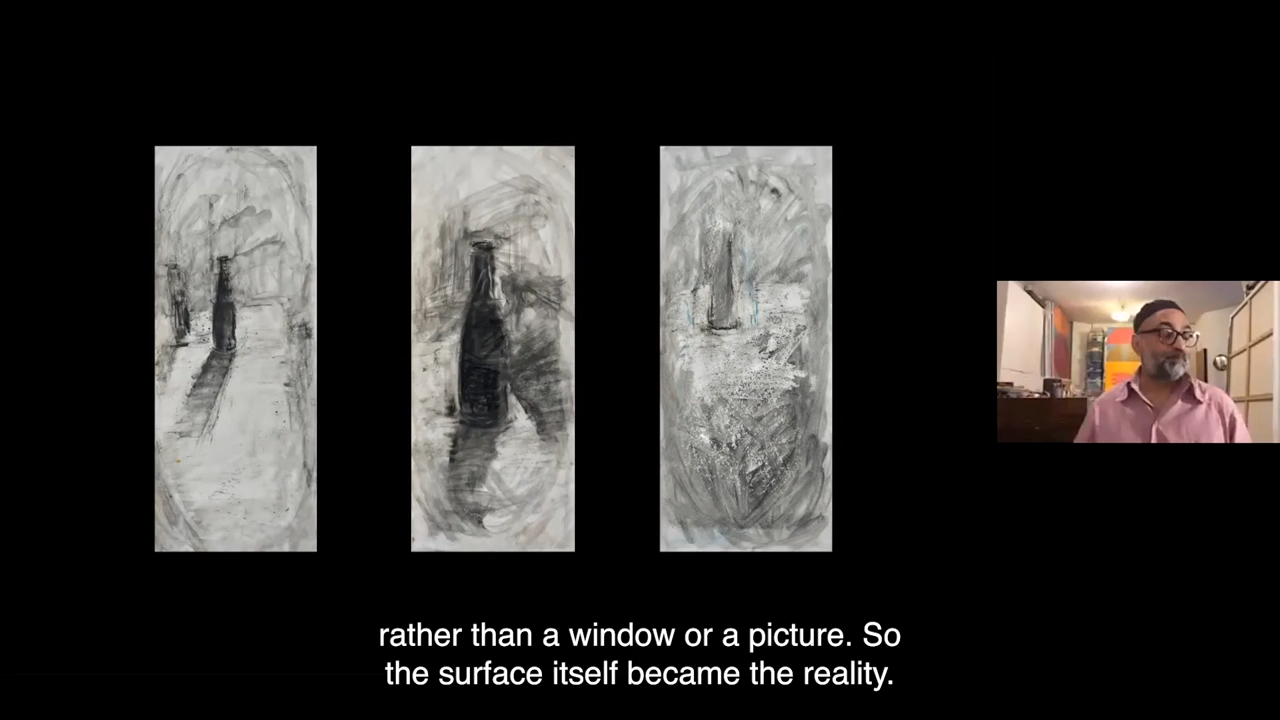 rather than a window or a picture. So
the surface itself became the reality.